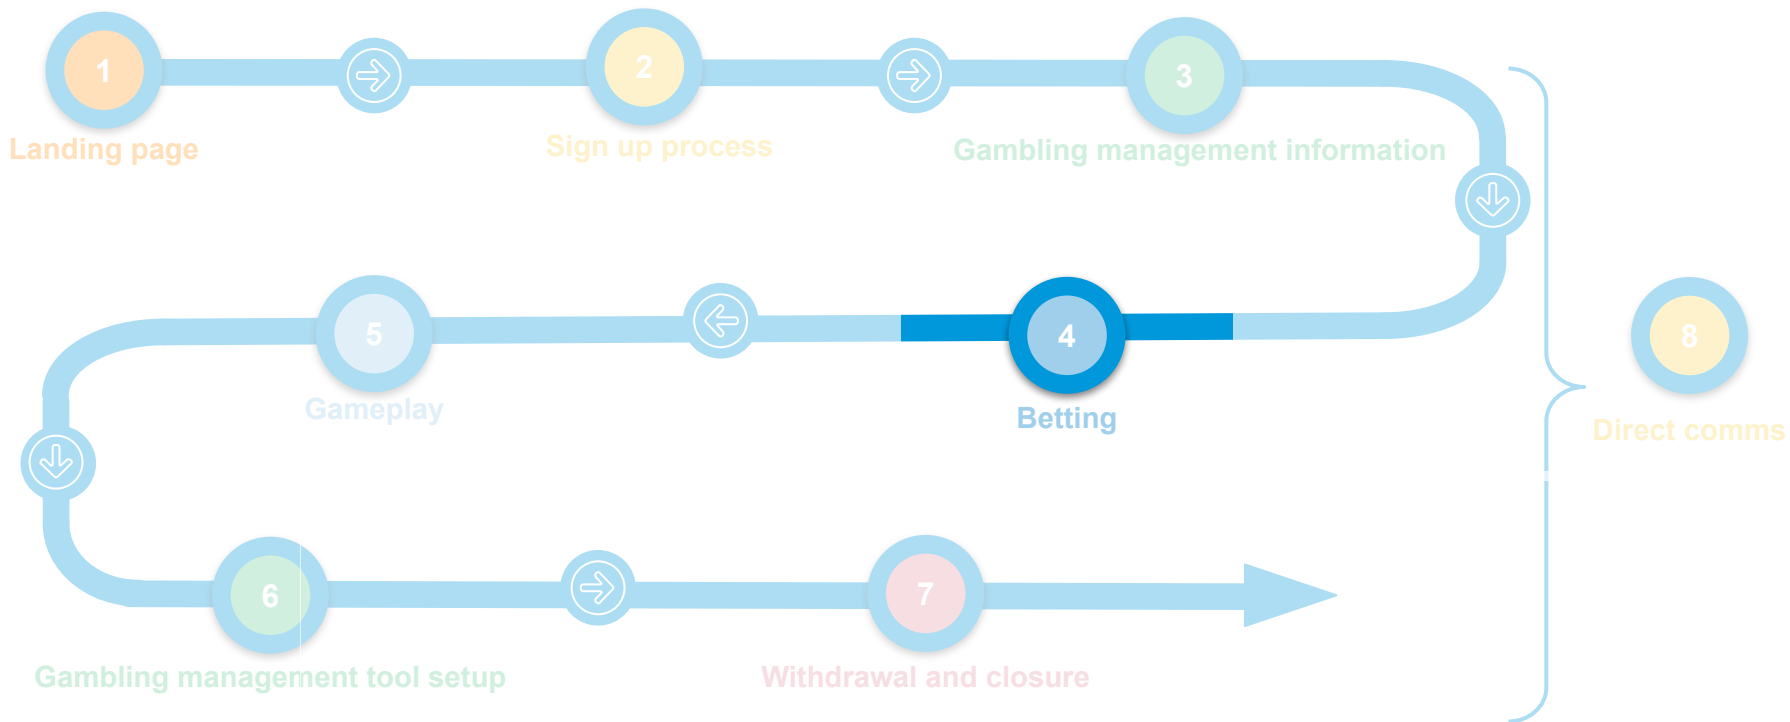 1
Landing page
2
Sign up process
3
Gambling management information
4
Betting
5
Gameplay
6
Gambling management tool setup
7
Withdrawal and closure
8
Direct comms